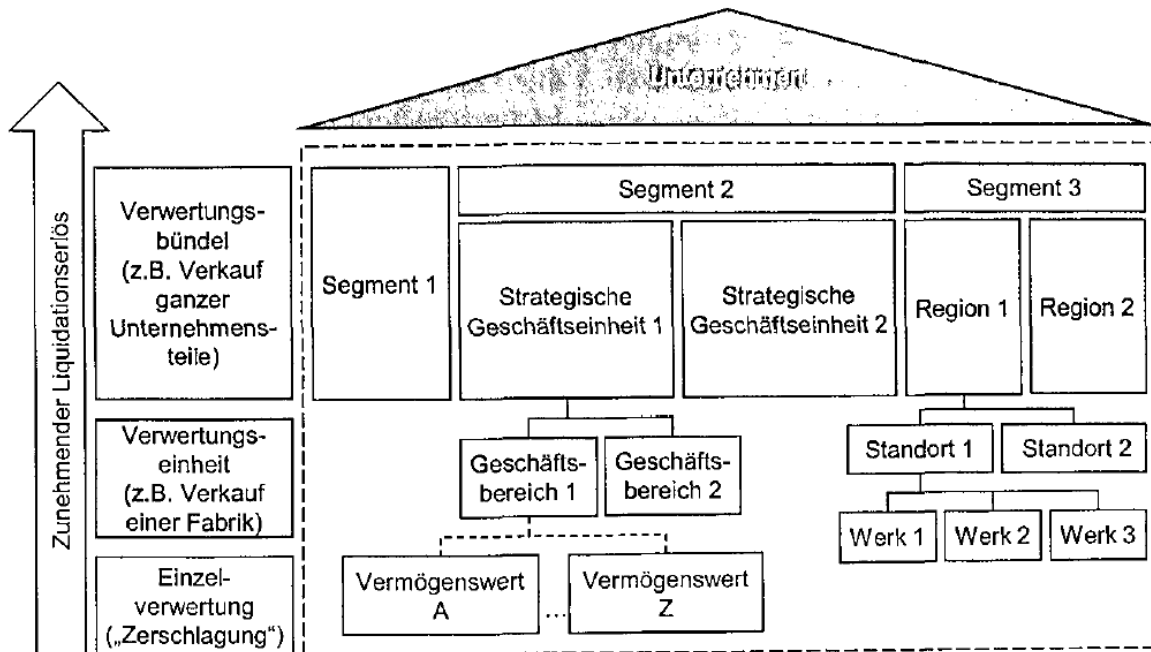 Unternehmen
Zunehmender Liquidationserlös
Verwertungs-
bündel
(z.B. Verkauf
ganzer
Unternehmens-
teile)
Segment 1
Segment 2
Segment 3
Strategische
Geschäftseinheit 1
Strategische
Geschäftseinheit 2
Region 1
Region 2
Verwertungs-
einheit
(z.B. Verkauf
einer Fabrik)
Geschäfts-
bereich 1
Geschäfts-
bereich 2
Standort 1
Standort 2
Werk 1
Werk 2
Werk 3
Einzel-
verwertung
(„Zerschlagung“)
Vermögenswert
A
...
Vermögenswert
Z